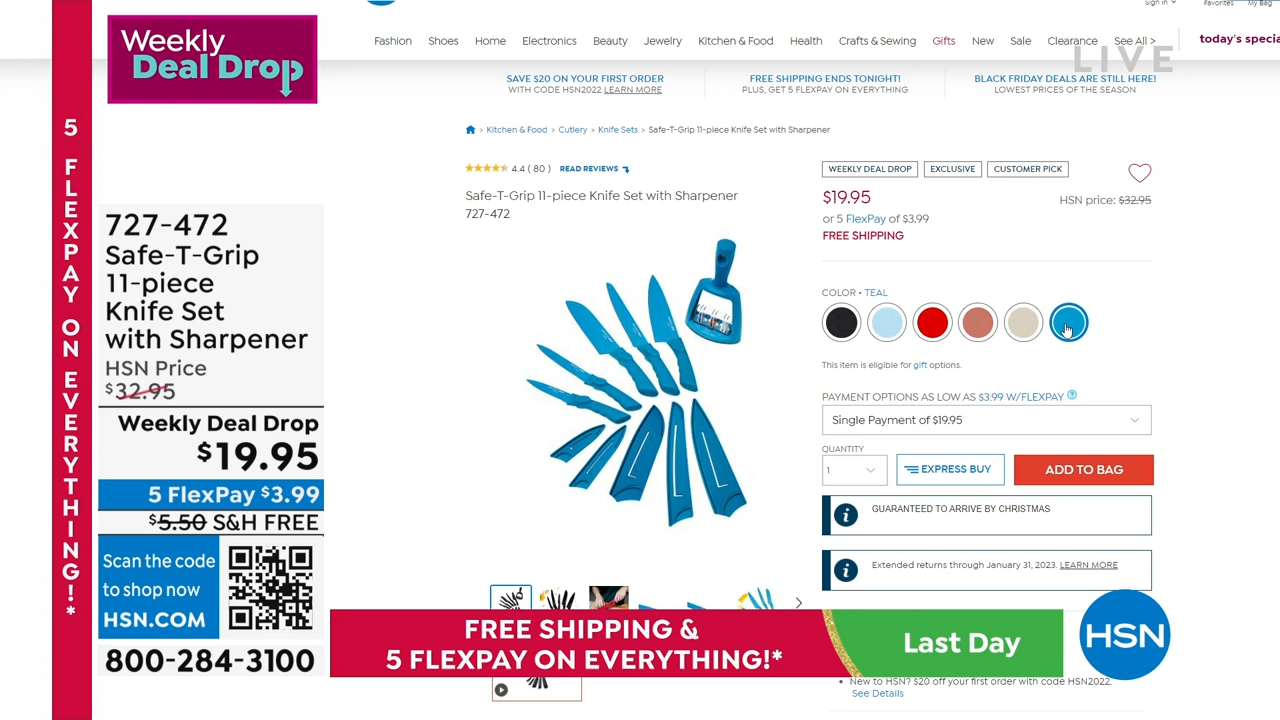 5 FLEXPAY ON EVERYTHING!*
Weekly
Deal Drop
727-472
Safe-T-Grip
11-piece
Knife Set
with Sharpener
HSN Price
$32.95
Weekly Deal Drop
$19.95
5 FlexPay $3.99
$5.50 S&H FREE
Scan the code
to shop now
HSN.COM
800-284-3100
Sign in
Favorites
My Bag
Fashion Shoes Home Electronics Beauty Jewelry Kitchen & Food Health Crafts & Sewing Gifts New Sale Clearance See All >
today's specia
LIVE
SAVE $20 ON YOUR FIRST ORDER
WITH CODE HSN2022 LEARN MORE
FREE SHIPPING ENDS TONIGHT!
PLUS, GET 5 FLEXPAY ON EVERYTHING
BLACK FRIDAY DEALS ARE STILL HERE!
LOWEST PRICES OF THE SEASON
> Kitchen & Food > Cutlery > Knife Sets > Safe-T-Grip 11-piece Knife Set with Sharpener
4.4 ( 80 ) READ REVIEWS
Safe-T-Grip 11-piece Knife Set with Sharpener
727-472
WEEKLY DEAL DROP EXCLUSIVE CUSTOMER PICK
$19.95
HSN price: $32.95
or 5 FlexPay of $3.99
FREE SHIPPING
COLOR • TEAL
This item is eligible for gift options.
PAYMENT OPTIONS AS LOW AS $3.99 W/FLEXPAY ?
Single Payment of $19.95
QUANTITY
1
EXPRESS BUY
ADD TO BAG
i GUARANTEED TO ARRIVE BY CHRISTMAS
i Extended returns through January 31, 2023. LEARN MORE
FREE SHIPPING &
5 FLEXPAY ON EVERYTHING!*
Last Day
HSN
• New to HSN? $20 off your first order with code HSN2022.
See Details